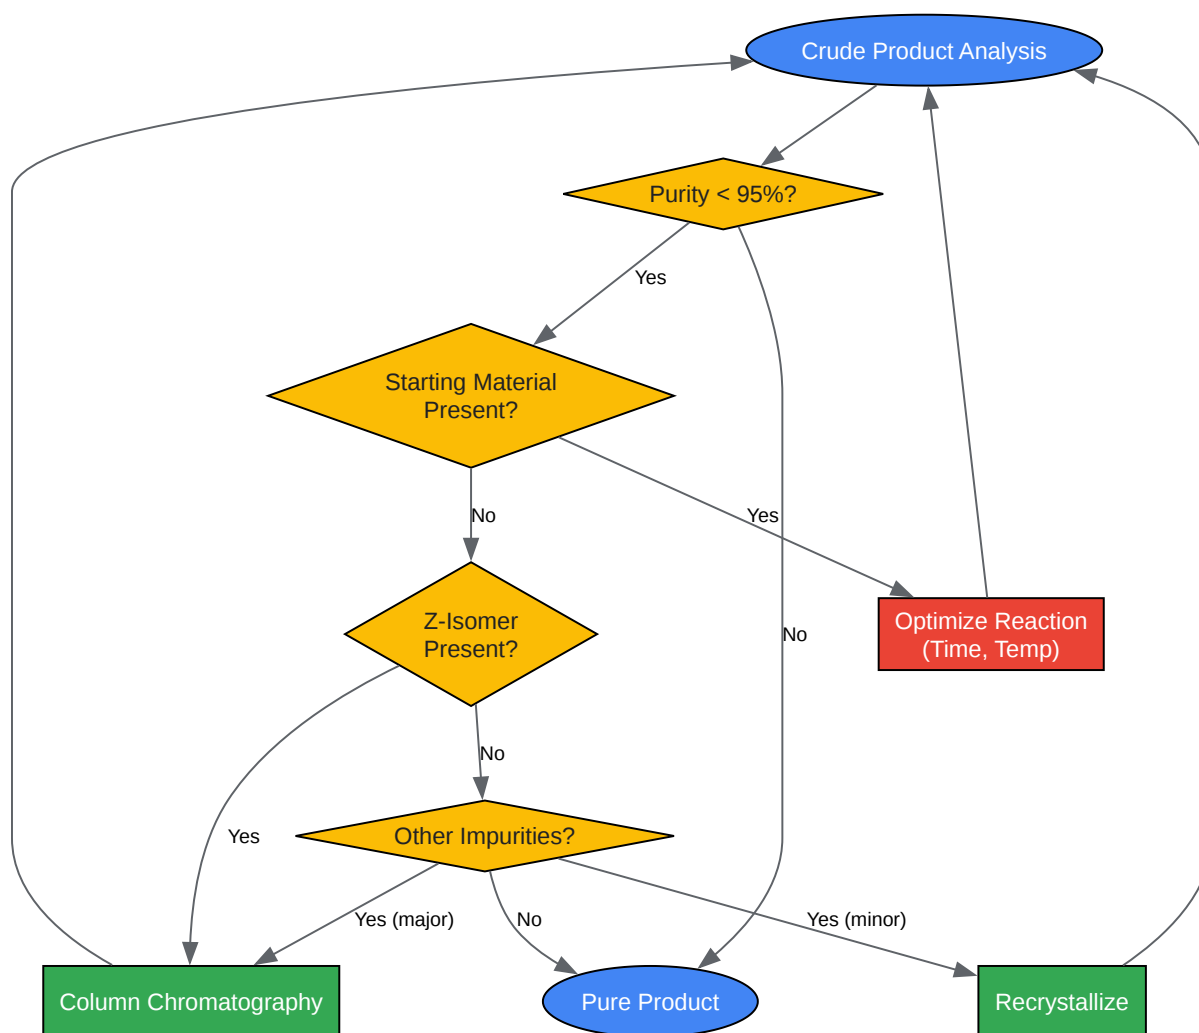 Crude Product Analysis
Purity < 95%?
Yes
Starting Material
Present?
No
Yes
Z-Isomer
Present?
Optimize Reaction
(Time, Temp)
No
No
Yes
Other Impurities?
Yes (major)
No
Yes (minor)
Column Chromatography
Pure Product
Recrystallize